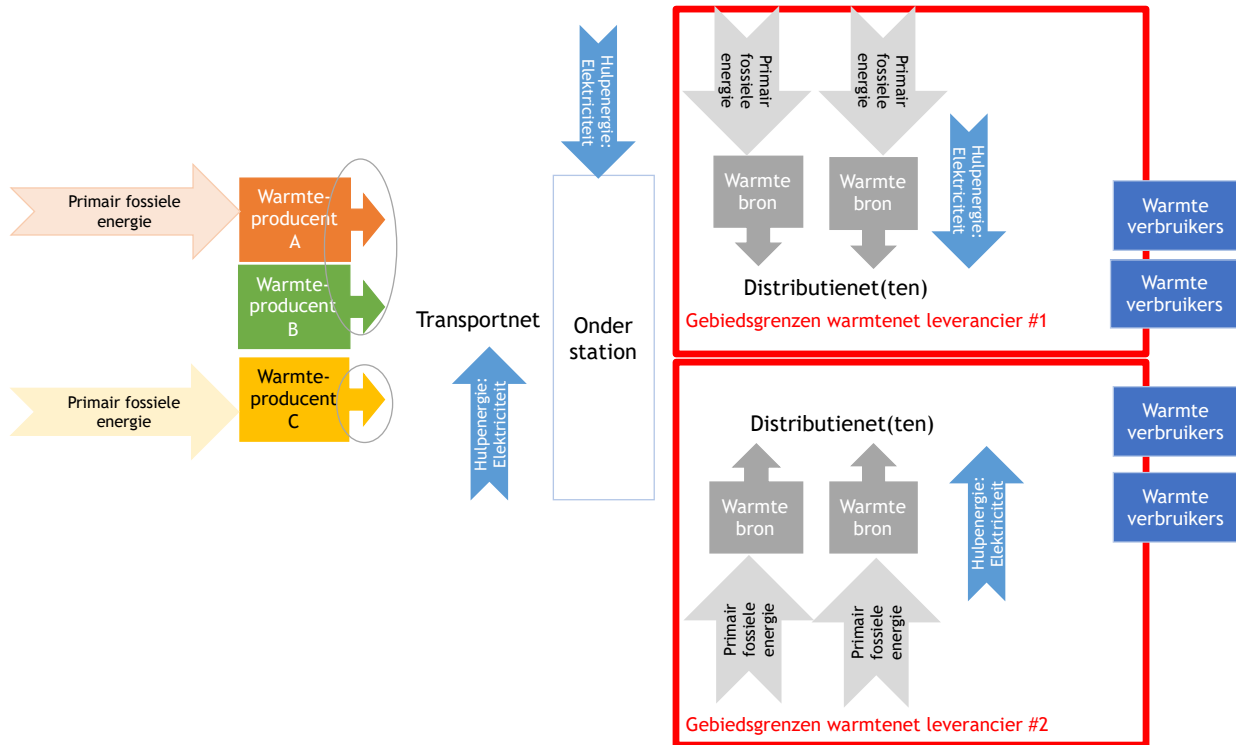 Primair fossiele
energie
Warmte-
producent
A
Warmte-
producent
B
Primair fossiele
energie
Warmte-
producent
C
Transportnet
Hulpenergie:
Elektriciteit
Hulpenergie:
Elektriciteit
Onder
station
Primair
fossiele
energie
Primair
fossiele
energie
Warmte
bron
Warmte
bron
Hulpenergie:
Elektriciteit
Distributienet(ten)
Gebiedsgrenzen warmtenet leverancier #1
Warmte
verbruikers
Warmte
verbruikers
Distributienet(ten)
Warmte
bron
Warmte
bron
Hulpenergie:
Elektriciteit
Primair
fossiele
energie
Primair
fossiele
energie
Gebiedsgrenzen warmtenet leverancier #2
Warmte
verbruikers
Warmte
verbruikers